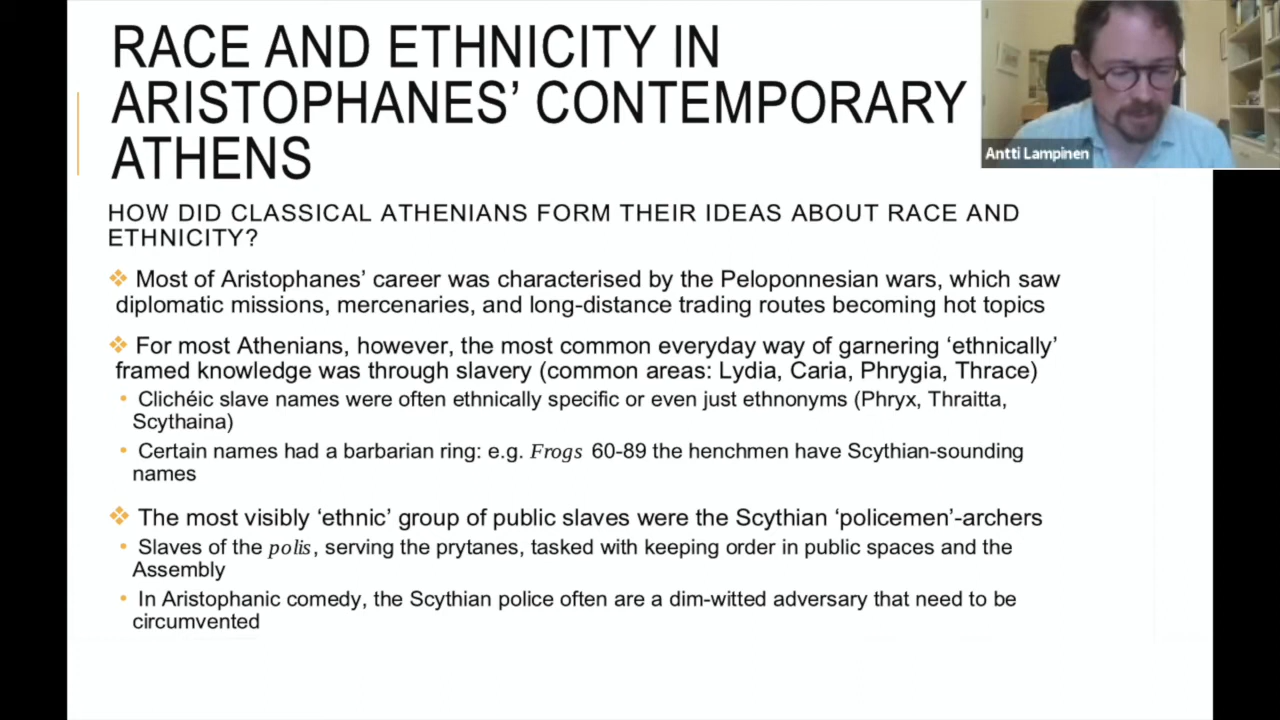 RACE AND ETHNICITY IN
ARISTOPHANES’ CONTEMPORARY
ATHENS
Antti Lampinen
HOW DID CLASSICAL ATHENIANS FORM THEIR IDEAS ABOUT RACE AND
ETHNICITY?
❖ Most of Aristophanes’ career was characterised by the Peloponnesian wars, which saw
diplomatic missions, mercenaries, and long-distance trading routes becoming hot topics
❖ For most Athenians, however, the most common everyday way of garnering ‘ethnically’
framed knowledge was through slavery (common areas: Lydia, Caria, Phrygia, Thrace)
• Clichéic slave names were often ethnically specific or even just ethnonyms (Phryx, Thraitta,
Scythaina)
• Certain names had a barbarian ring: e.g. Frogs 60-89 the henchmen have Scythian-sounding
names
❖ The most visibly ‘ethnic’ group of public slaves were the Scythian ‘policemen’-archers
• Slaves of the polis, serving the prytanes, tasked with keeping order in public spaces and the
Assembly
• In Aristophanic comedy, the Scythian police often are a dim-witted adversary that need to be
circumvented